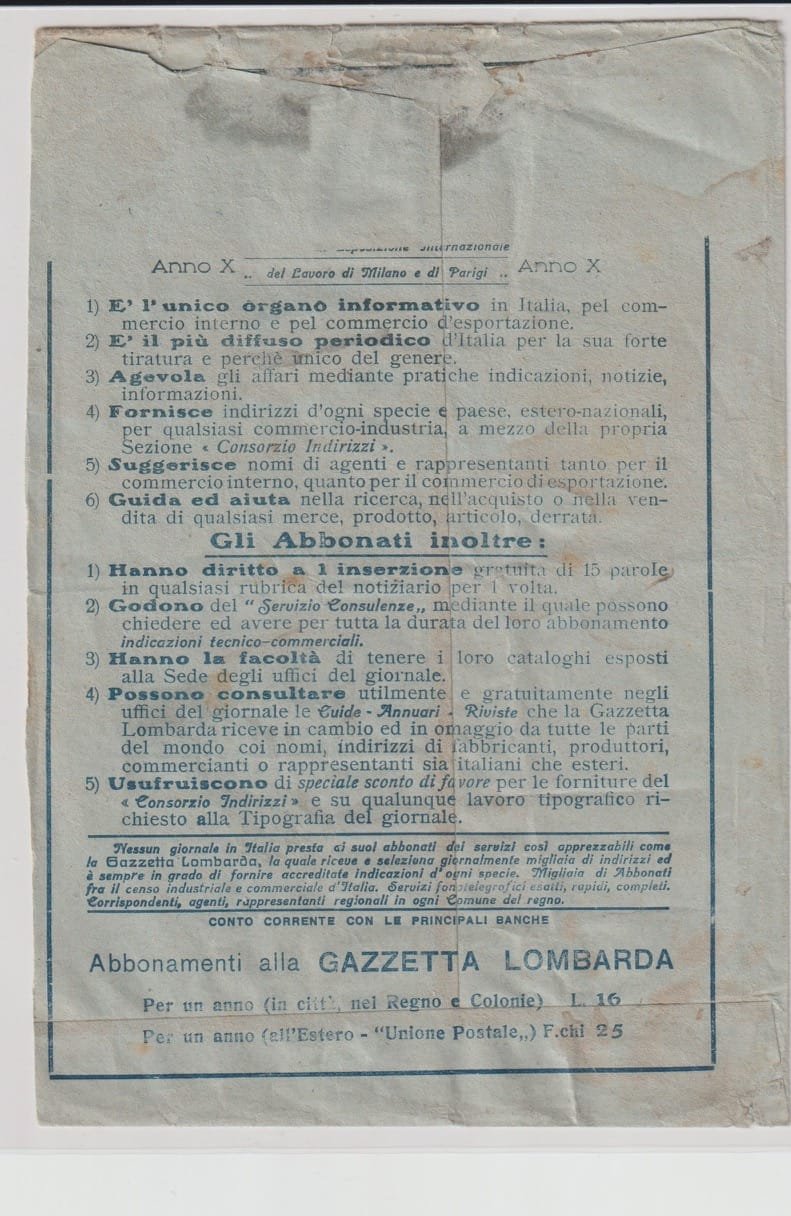 Esposizione Internazionale
Anno X .. del Lavoro di Milano e di Parigi .. Anno X
1) E' l'unico organo informativo in Italia, pel com-
mercio interno e pel commercio d'esportazione.
2) E' il più diffuso periodico d'Italia per la sua forte
tiratura e perchè unico del genere.
3) Agevola gli affari mediante pratiche indicazioni, notizie,
informazioni.
4) Fornisce indirizzi d'ogni specie e paese, estero-nazionali,
per qualsiasi commercio-industria, a mezzo della propria
Sezione « Consorzio Indirizzi ».
5) Suggerisce nomi di agenti e rappresentanti tanto per il
commercio interno, quanto per il commercio di esportazione.
6) Guida ed aiuta nella ricerca, nell'acquisto o nella ven-
dita di qualsiasi merce, prodotto, articolo, derrata.
Gli Abbonati inoltre:
1) Hanno diritto a 1 inserzione gratuita di 15 parole
in qualsiasi rubrica del notiziario per 1 volta.
2) Godono del " Servizio Consulenze„ mediante il quale possono
chiedere ed avere per tutta la durata del loro abbonamento
indicazioni tecnico-commerciali.
3) Hanno la facoltà di tenere i loro cataloghi esposti
alla Sede degli uffici del giornale.
4) Possono consultare utilmente e gratuitamente negli
uffici del giornale le Guide - Annuari - Riviste che la Gazzetta
Lombarda riceve in cambio ed in omaggio da tutte le parti
del mondo coi nomi, indirizzi di fabbricanti, produttori,
commercianti o rappresentanti sia italiani che esteri.
5) Usufruiscono di speciale sconto di favore per le forniture del
« Consorzio Indirizzi » e su qualunque lavoro tipografico ri-
chiesto alla Tipografia del giornale.
Nessun giornale in Italia presta ai suoi abbonati dei servizi così apprezzabili come
la Gazzetta Lombarda, la quale riceve e seleziona giornalmente migliaia di indirizzi ed
è sempre in grado di fornire accreditate indicazioni d'ogni specie. Migliaia di Abbonati
fra il censo industriale e commerciale d'Italia. Servizi fonotelegrafici esatti, rapidi, completi.
Corrispondenti, agenti, rappresentanti regionali in ogni Comune del regno.
CONTO CORRENTE CON LE PRINCIPALI BANCHE
Abbonamenti alla GAZZETTA LOMBARDA
Per un anno (in città, nel Regno e Colonie) L. 16
Per un anno (all'Estero - "Unione Postale„) F.chi 25